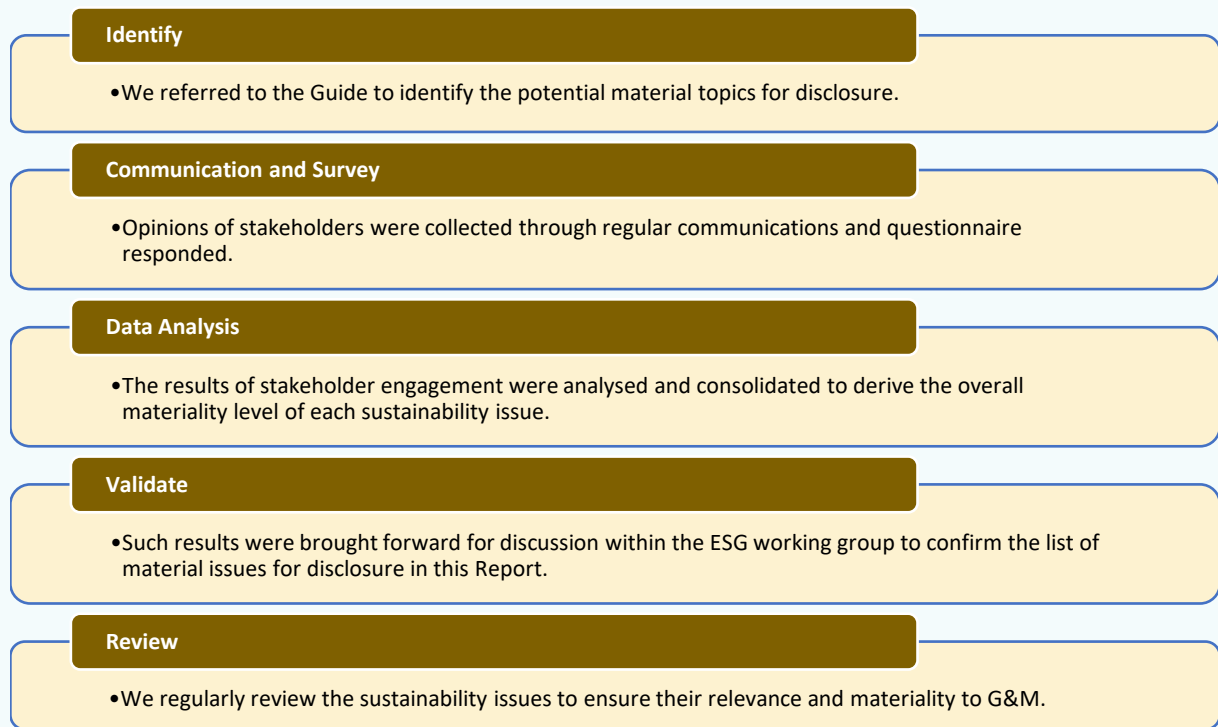 Identify
•We referred to the Guide to identify the potential material topics for disclosure.
Communication and Survey
•Opinions of stakeholders were collected through regular communications and questionnaire
responded.
Data Analysis
•The results of stakeholder engagement were analysed and consolidated to derive the overall
materiality level of each sustainability issue.
Validate
•Such results were brought forward for discussion within the ESG working group to confirm the list of
material issues for disclosure in this Report.
Review
•We regularly review the sustainability issues to ensure their relevance and materiality to G&M.